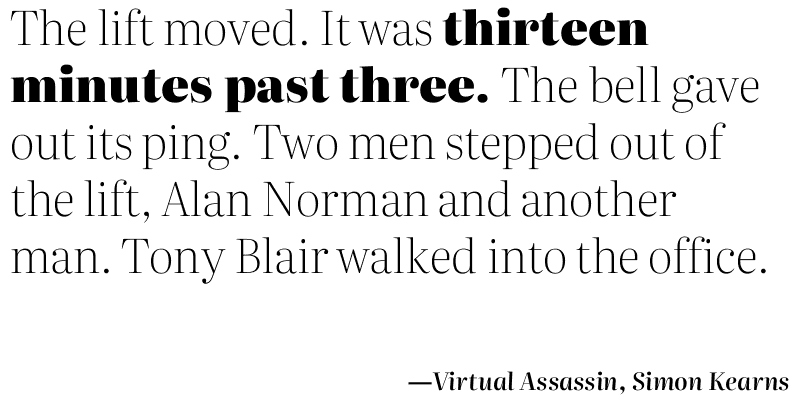 The lift moved. It was thirteen
minutes past three. The bell gave
out its ping. Two men stepped out of
the lift, Alan Norman and another
man. Tony Blair walked into the office.
—Virtual Assassin, Simon Kearns